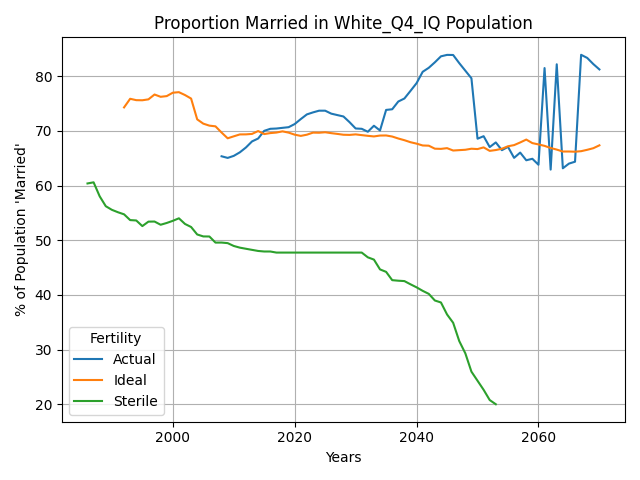 Proportion Married in White_Q4_IQ Population
% of Population 'Married'
80
70
60
50
40
30
20
Fertility
Actual
Ideal
Sterile
2000
2020
2040
2060
Years